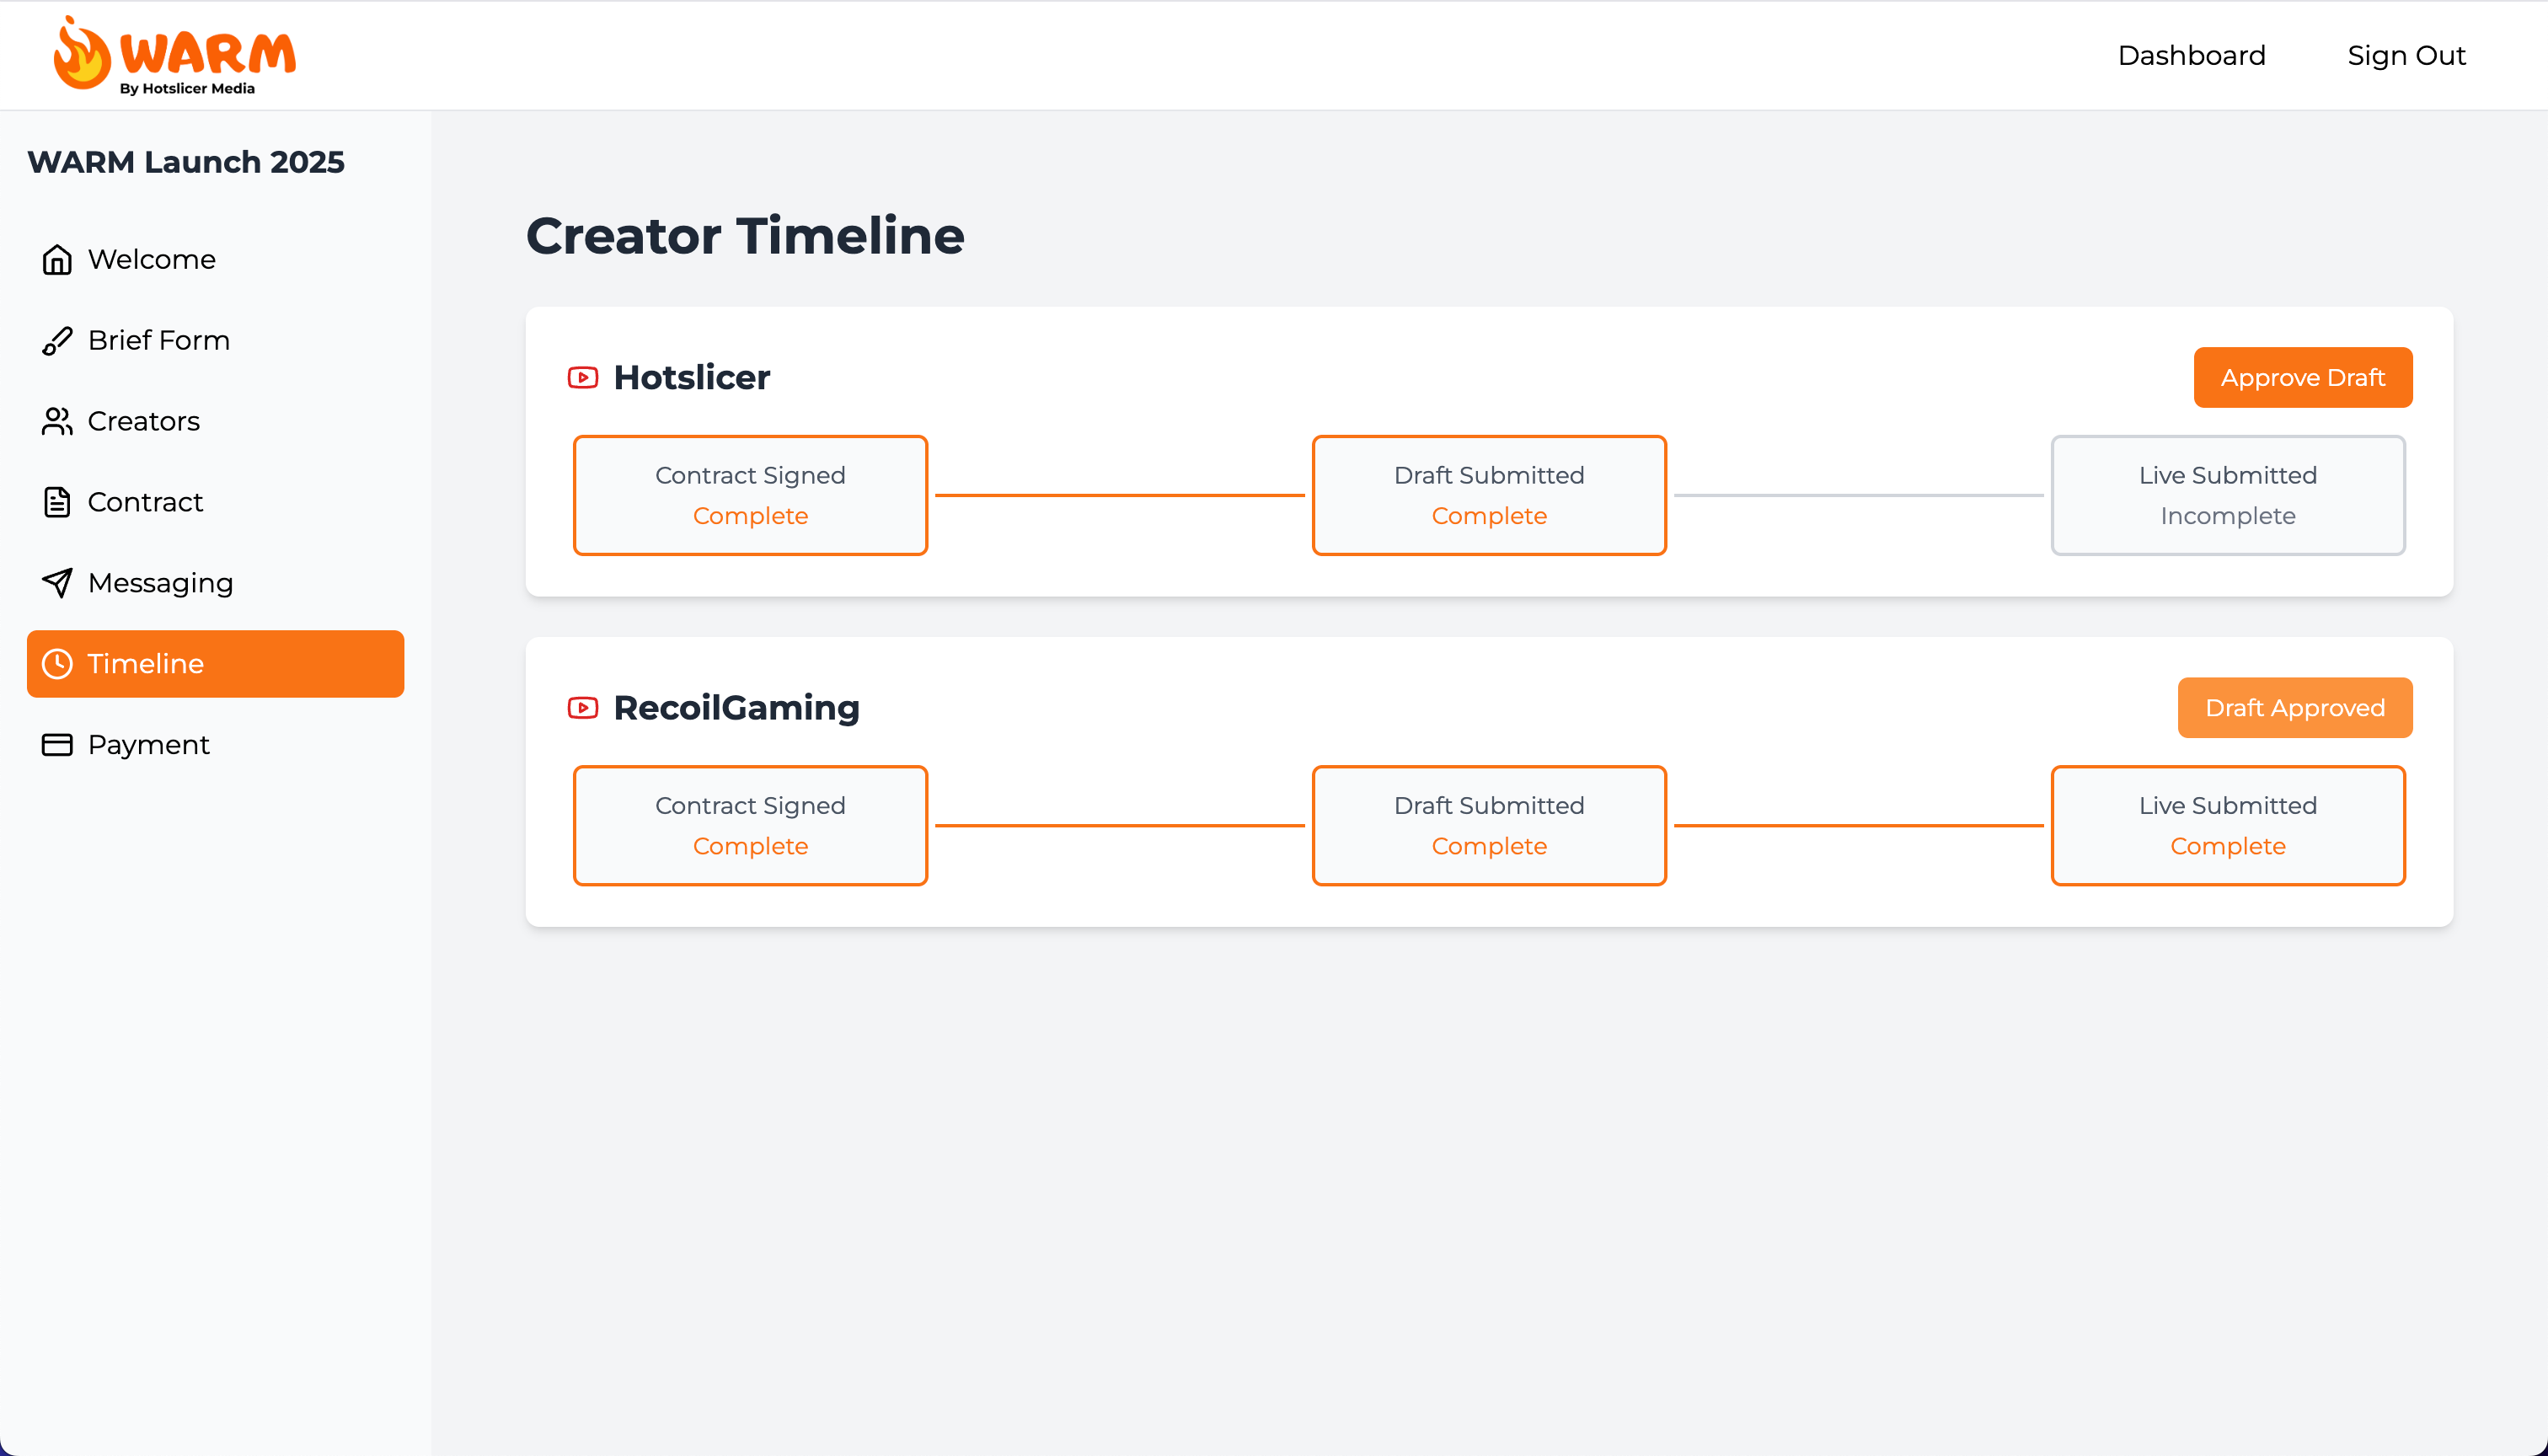 WARM
By Hotslicer Media
Dashboard
Sign Out
WARM Launch 2025
Welcome
Brief Form
Creators
Contract
Messaging
Timeline
Payment
Creator Timeline
Hotslicer
Approve Draft
Contract Signed
Complete
Draft Submitted
Complete
Live Submitted
Incomplete
RecoilGaming
Draft Approved
Contract Signed
Complete
Draft Submitted
Complete
Live Submitted
Complete